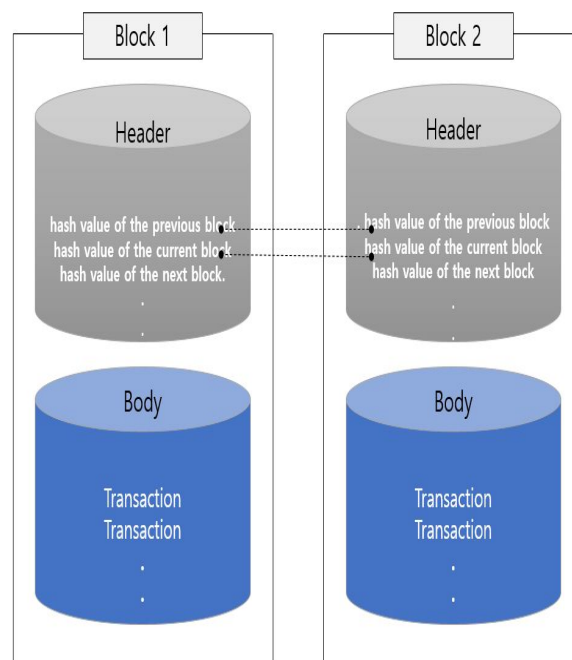 Block 1
Header
hash value of the previous block
hash value of the current block
hash value of the next block.
.
.
Body
Transaction
Transaction
.
.
Block 2
Header
. hash value of the previous block
hash value of the current block
hash value of the next block
.
.
Body
Transaction
Transaction
.
.